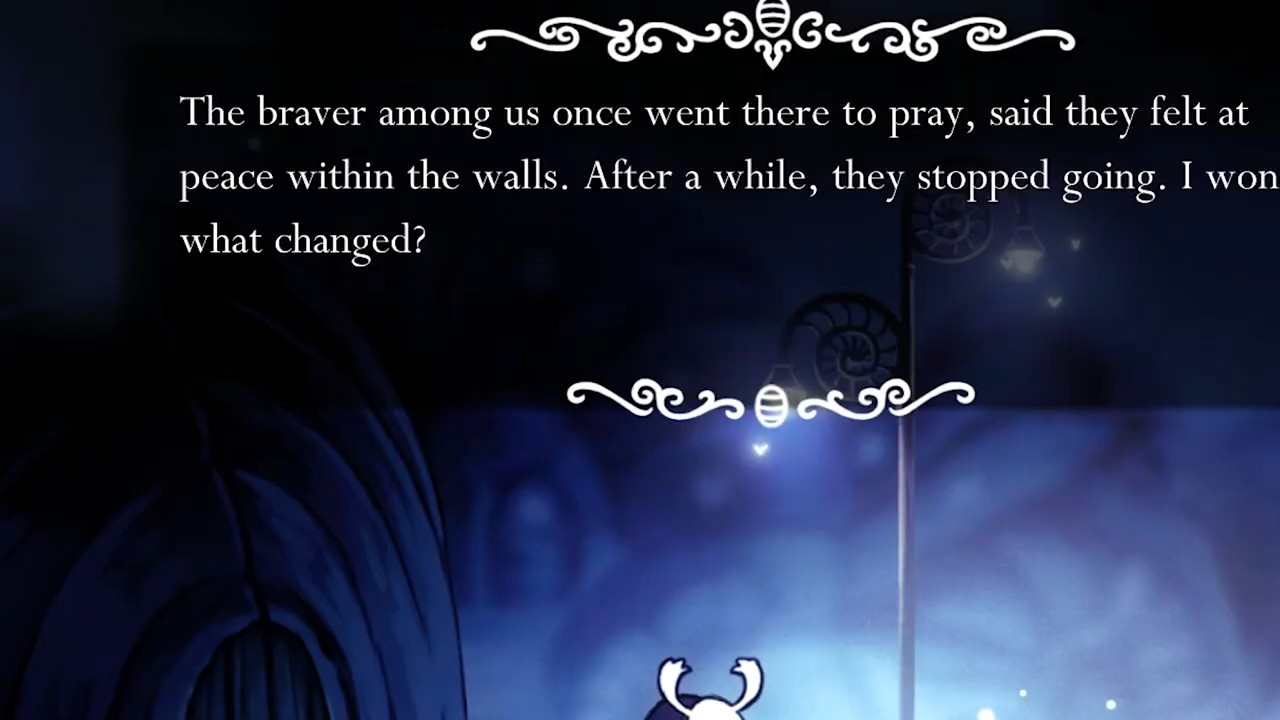 The braver among us once went there to pray, said they felt at
peace within the walls. After a while, they stopped going. I won
what changed?